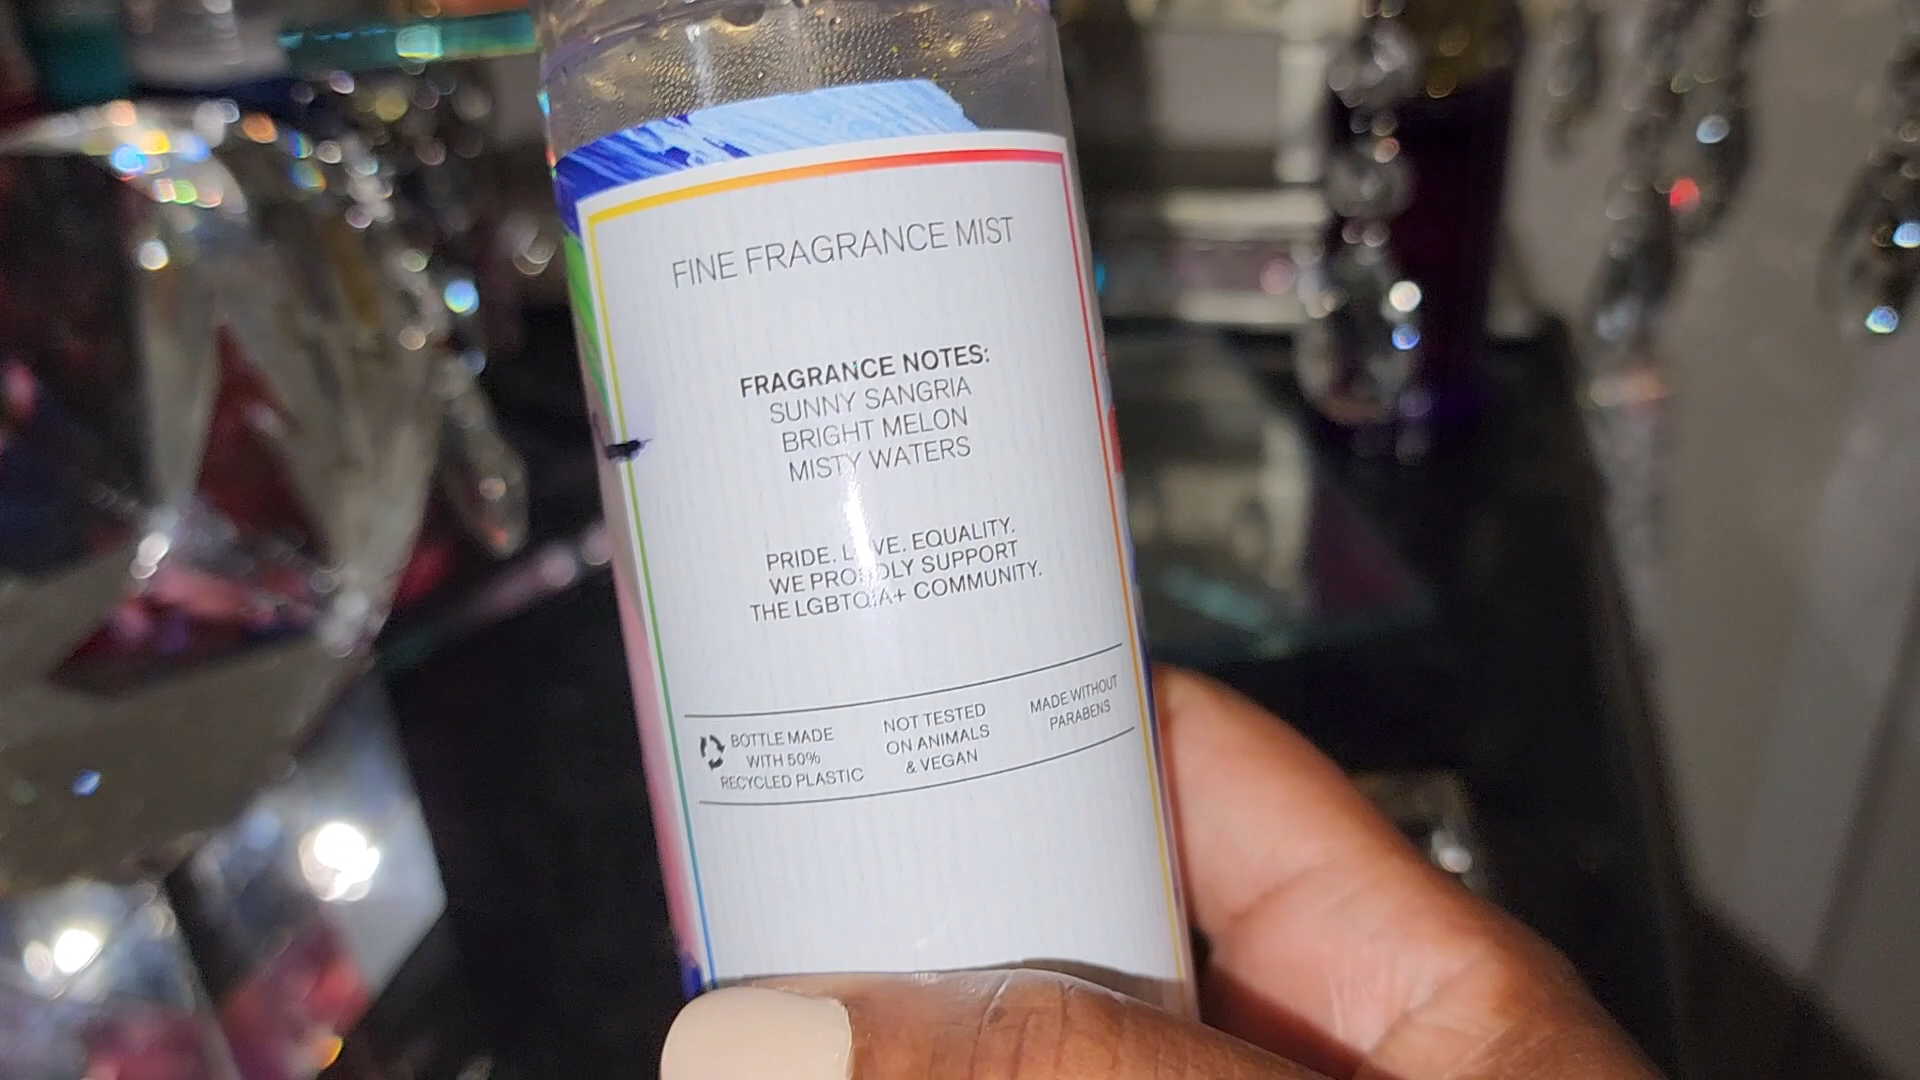 FINE FRAGRANCE MIST
FRAGRANCE NOTES:
SUNNY SANGRIA
BRIGHT MELON
MISTY WATERS
PRIDE. LOVE. EQUALITY.
WE PROUDLY SUPPORT
THE LGBTQIA+ COMMUNITY.
BOTTLE MADE
WITH 50%
RECYCLED PLASTIC
NOT TESTED
ON ANIMALS
& VEGAN
MADE WITHOUT
PARABENS